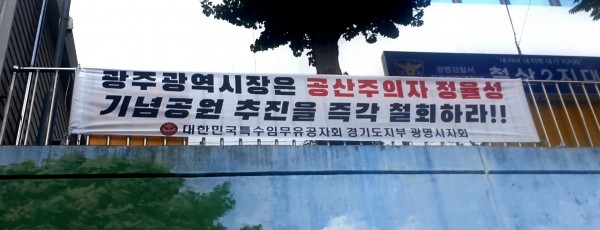 광주광역시장은 공산주의자 정율성
기념공원 추진을 즉각 철회하라!!
대한민국특수임무유공자회 경기도지부 광명시지회
광명경찰서
철산2지대